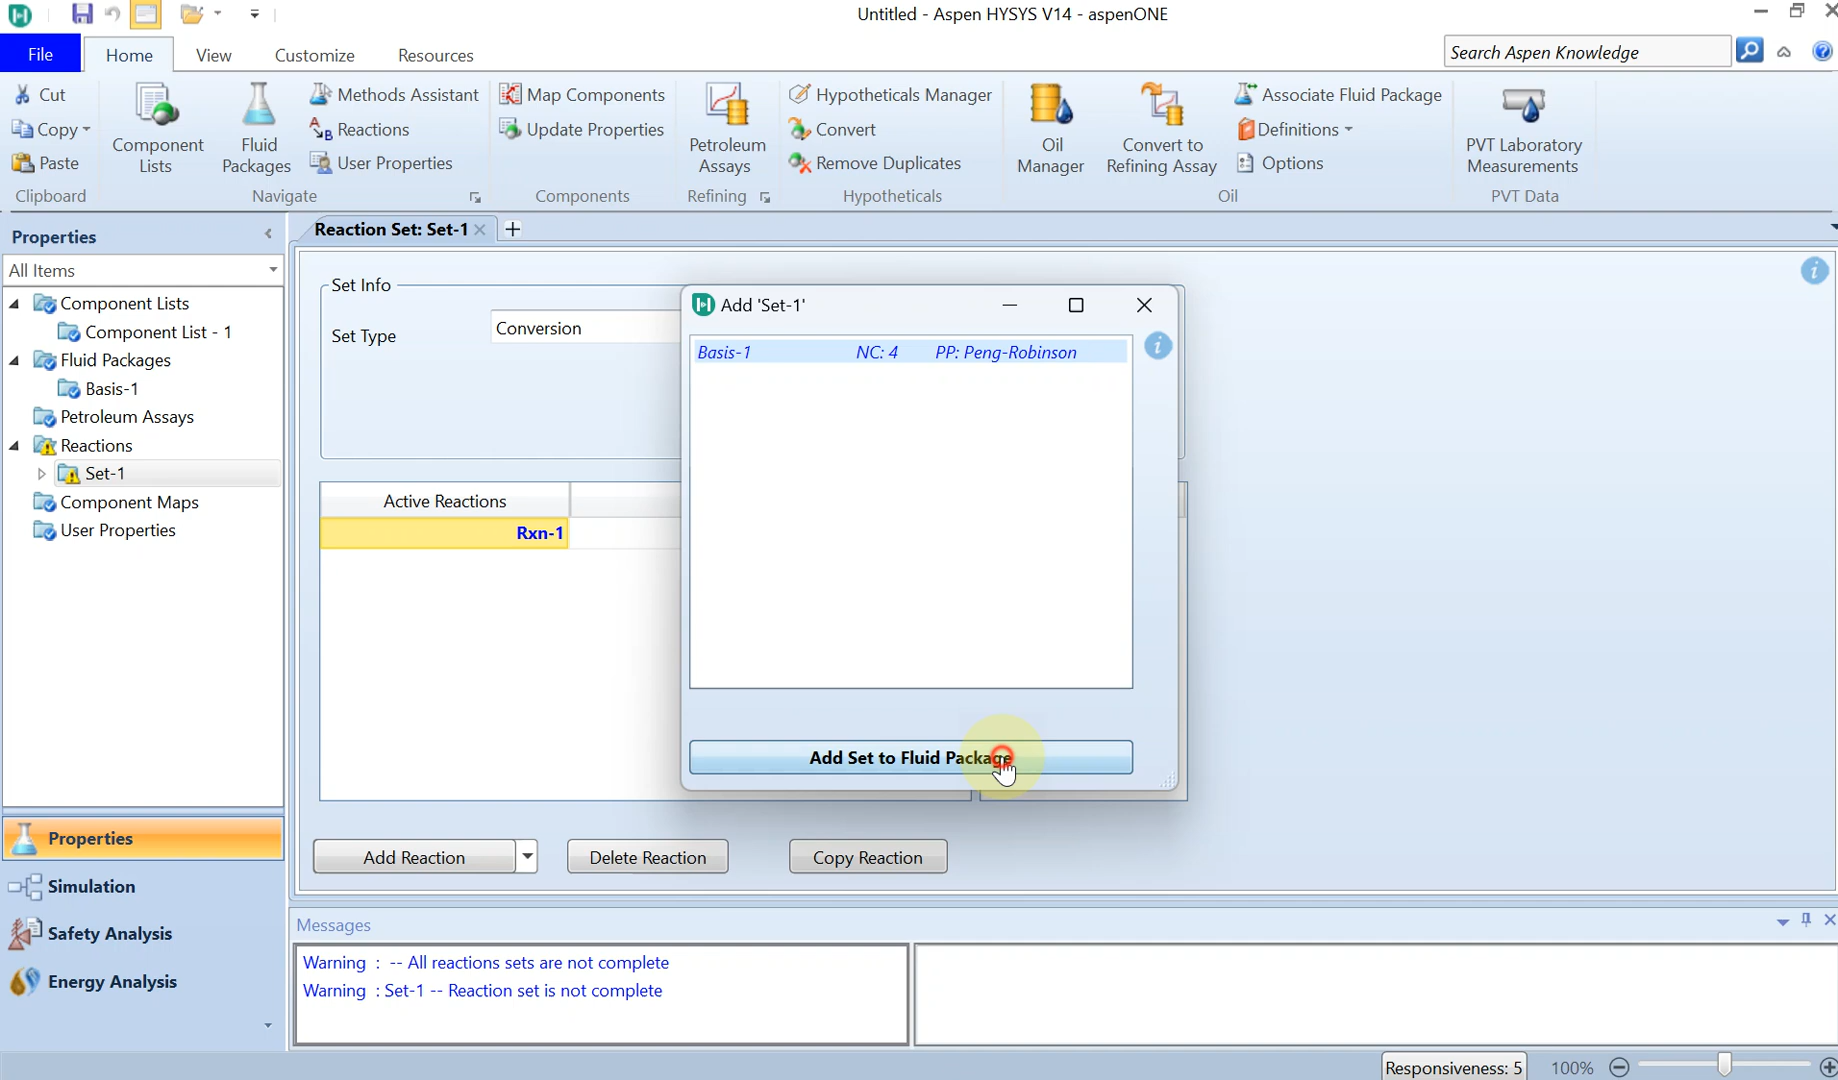 Untitled - Aspen HYSYS V14 - aspenONE
File
Home
View
Customize
Resources
Search Aspen Knowledge
Cut
Copy
Paste
Clipboard
Component
Lists
Fluid
Packages
Methods Assistant
Reactions
User Properties
Navigate
Map Components
Update Properties
Components
Petroleum
Assays
Refining
Hypotheticals Manager
Convert
Remove Duplicates
Hypotheticals
Oil
Manager
Convert to
Refining Assay
Associate Fluid Package
Definitions
Options
Oil
PVT Laboratory
Measurements
PVT Data
Properties
All Items
Component Lists
Component List - 1
Fluid Packages
Basis-1
Petroleum Assays
Reactions
Set-1
Component Maps
User Properties
Properties
Simulation
Safety Analysis
Energy Analysis
Reaction Set: Set-1
Set Info
Set Type
Conversion
Active Reactions
Rxn-1
Add 'Set-1'
Basis-1 NC: 4 PP: Peng-Robinson
Add Set to Fluid Package
Add Reaction
Delete Reaction
Copy Reaction
Messages
Warning : -- All reactions sets are not complete
Warning : Set-1 -- Reaction set is not complete
Responsiveness: 5
100%